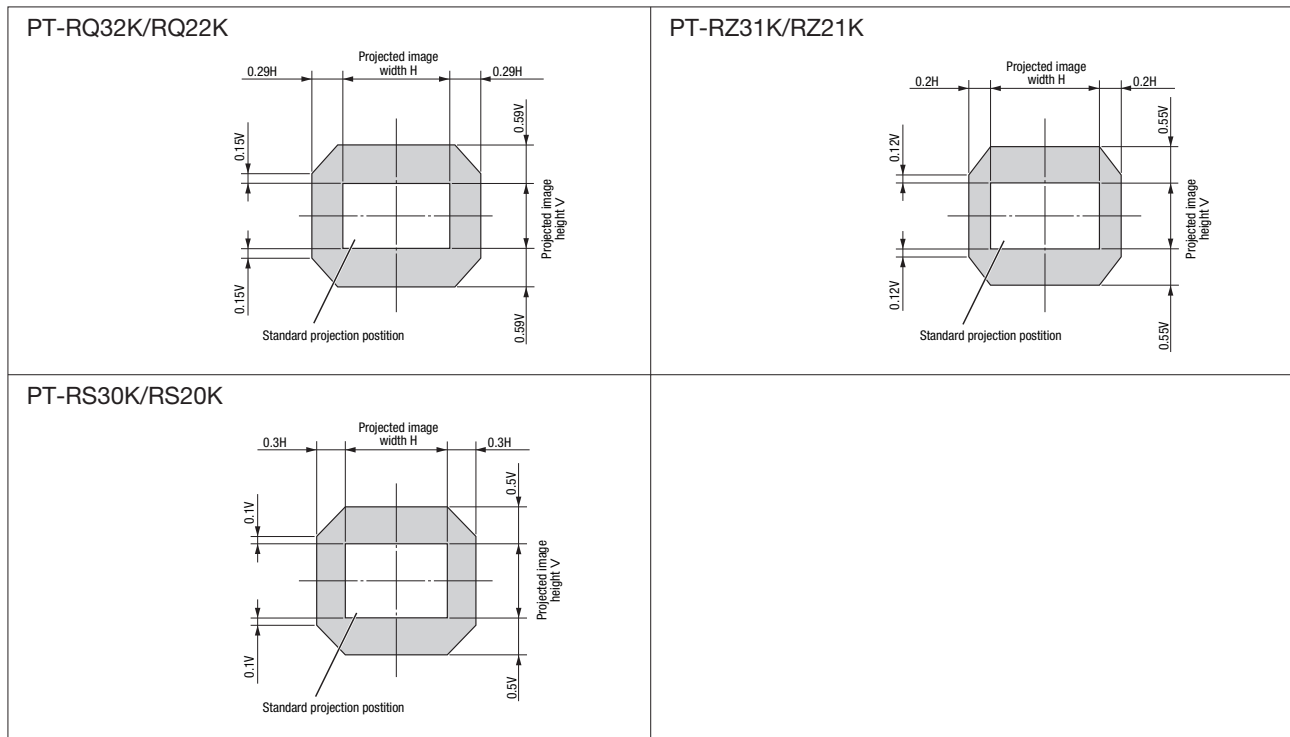 PT-RQ32K/RQ22K
Projected image
width H
0.29H
0.29H
0.15V
0.59V
Projected image
height V
0.15V
0.59V
Standard projection postition
PT-RZ31K/RZ21K
Projected image
width H
0.2H
0.2H
0.12V
0.55V
Projected image
height V
0.12V
0.55V
Standard projection postition
PT-RS30K/RS20K
Projected image
width H
0.3H
0.3H
0.1V
0.5V
Projected image
height V
0.1V
0.5V
Standard projection postition